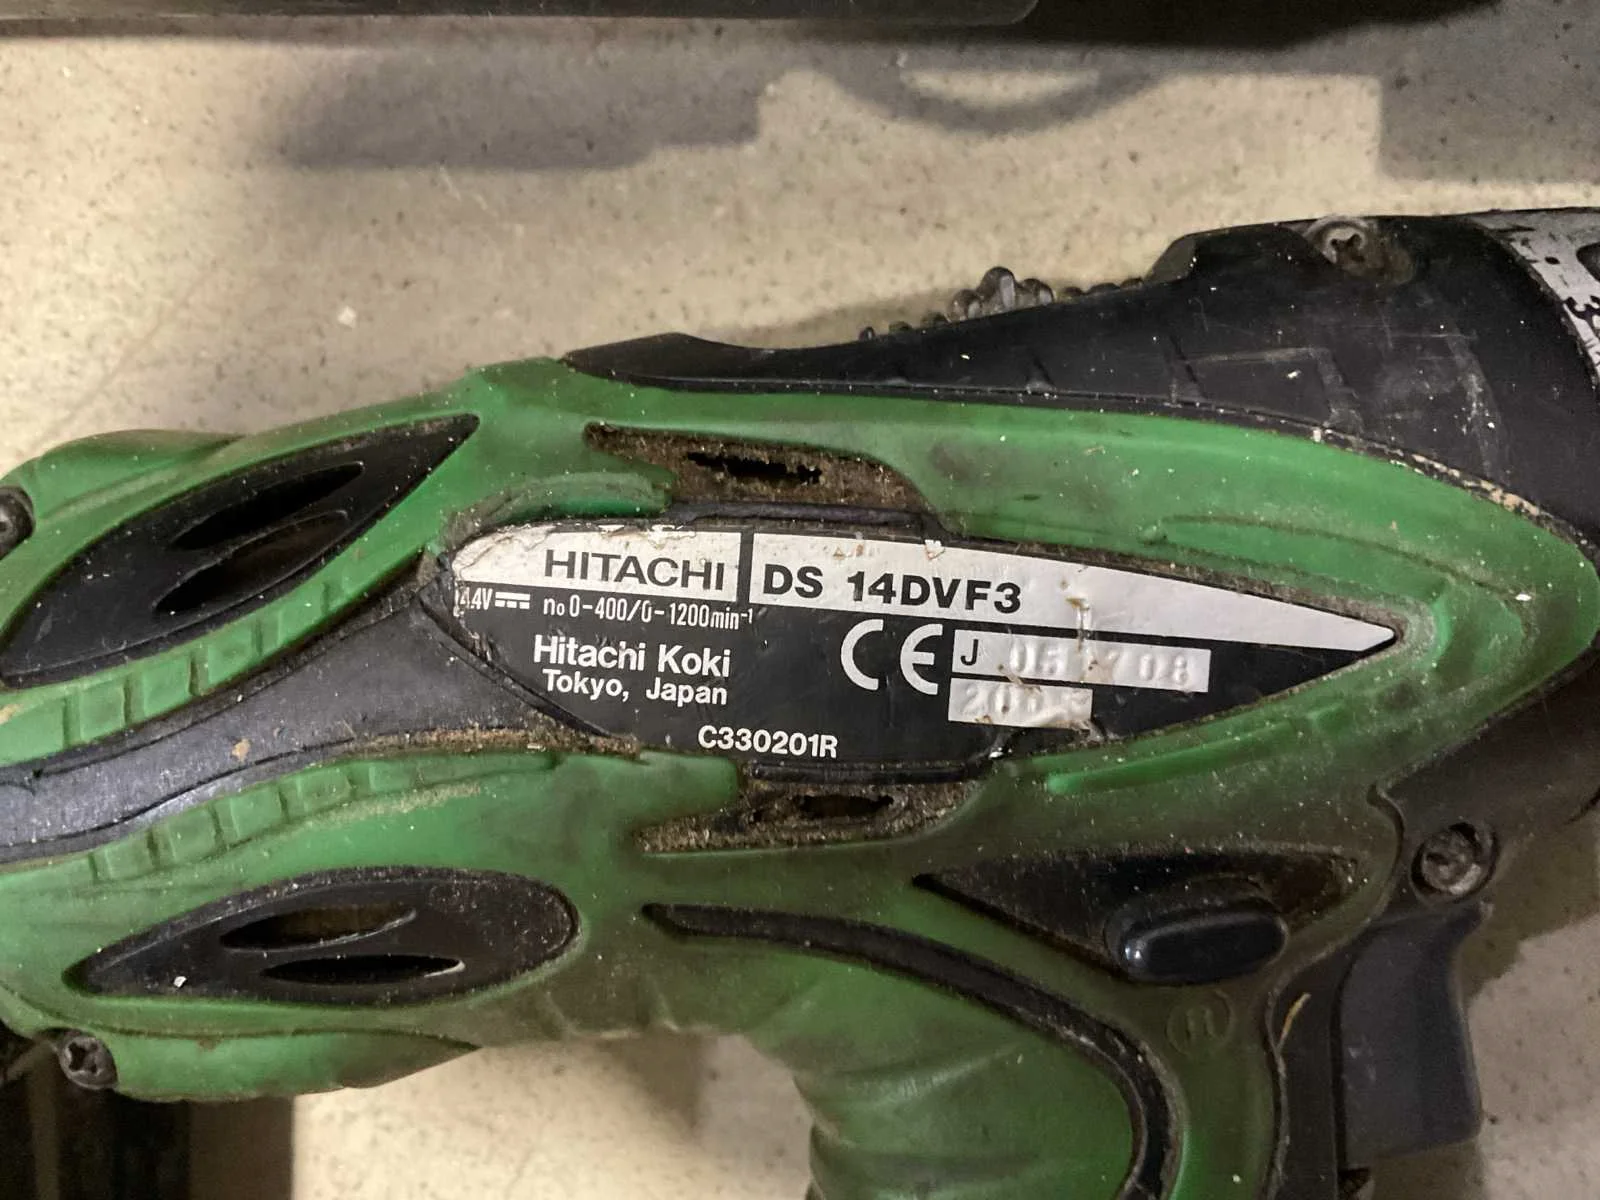 HITACHI DS 14DVF3
14.4V n₀ 0-400/0-1200min⁻¹
Hitachi Koki
Tokyo, Japan
CE J
C330201R
R